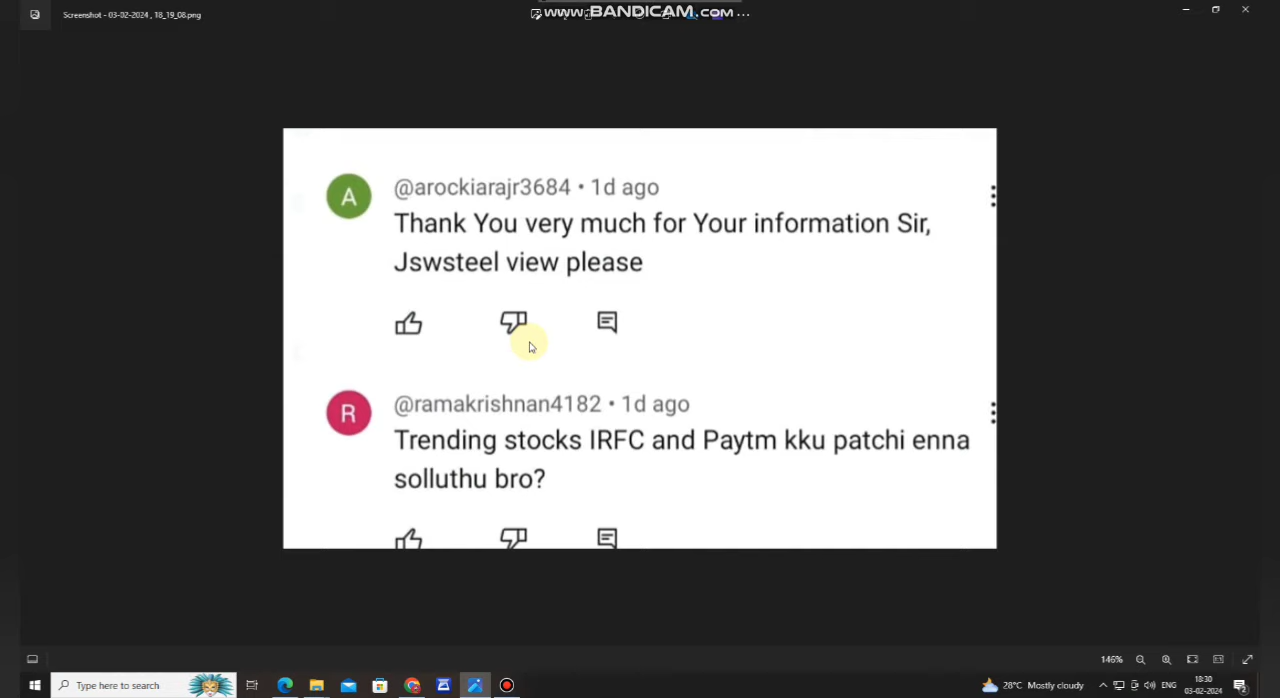 Screenshot - 03-02-2024 , 18_19_08.png
www.BANDICAM.com
A
@arockiarajr3684 • 1d ago
Thank You very much for Your information Sir,
Jswsteel view please
R
@ramakrishnan4182 • 1d ago
Trending stocks IRFC and Paytm kku patchi enna
solluthu bro?
146%
Type here to search
28°C Mostly cloudy
ENG
18:30
03-02-2024